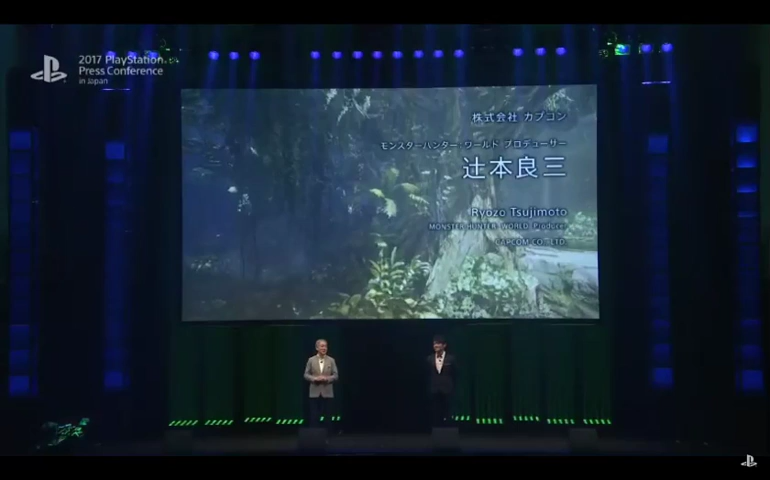 2017 PlayStation
Press Conference
in Japan
株式会社 カプコン
モンスターハンター:ワールド プロデューサー
辻本良三
Ryozo Tsujimoto
MONSTER HUNTER: WORLD Producer
CAPCOM CO., LTD.